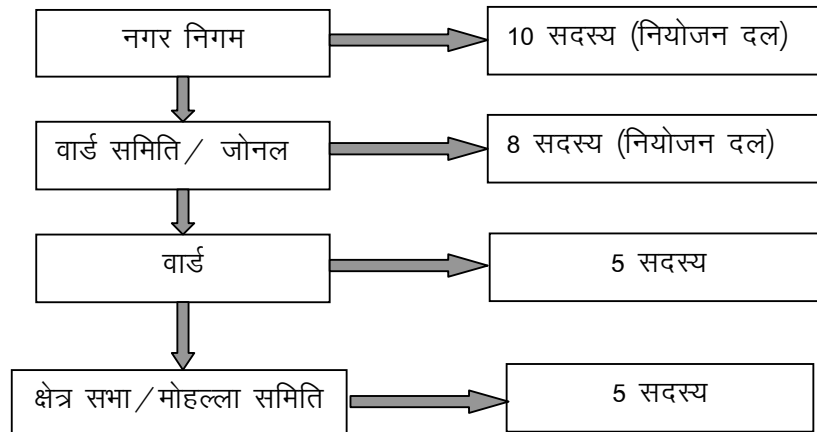 नगर निगम
10 सदस्य (नियोजन दल)
वार्ड समिति / जोनल
8 सदस्य (नियोजन दल)
वार्ड
5 सदस्य
क्षेत्र सभा/मोहल्ला समिति
5 सदस्य